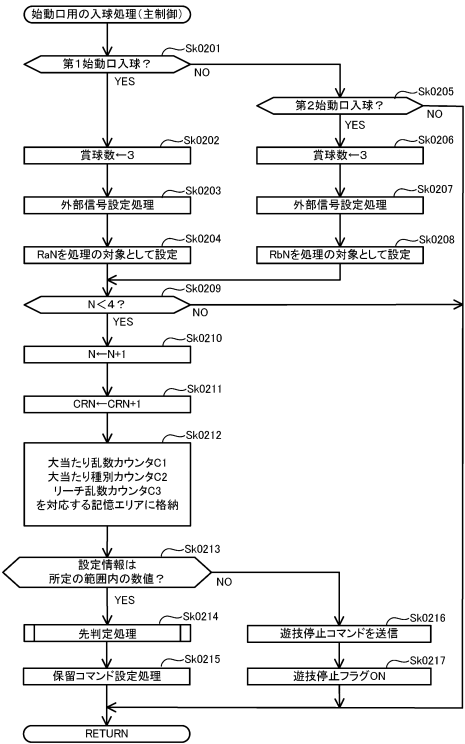 始動口用の入球処理(主制御)
Sk0201
第1始動口入球?
NO
YES
Sk0205
第2始動口入球?
NO
YES
Sk0202
賞球数←3
Sk0206
賞球数←3
Sk0203
外部信号設定処理
Sk0207
外部信号設定処理
Sk0204
RaNを処理の対象として設定
Sk0208
RbNを処理の対象として設定
Sk0209
N<4?
NO
YES
Sk0210
N←N+1
Sk0211
CRN←CRN+1
Sk0212
大当たり乱数カウンタC1
大当たり種別カウンタC2
リーチ乱数カウンタC3
を対応する記憶エリアに格納
Sk0213
設定情報は
所定の範囲内の数値?
NO
YES
Sk0214
先判定処理
Sk0216
遊技停止コマンドを送信
Sk0215
保留コマンド設定処理
Sk0217
遊技停止フラグON
RETURN